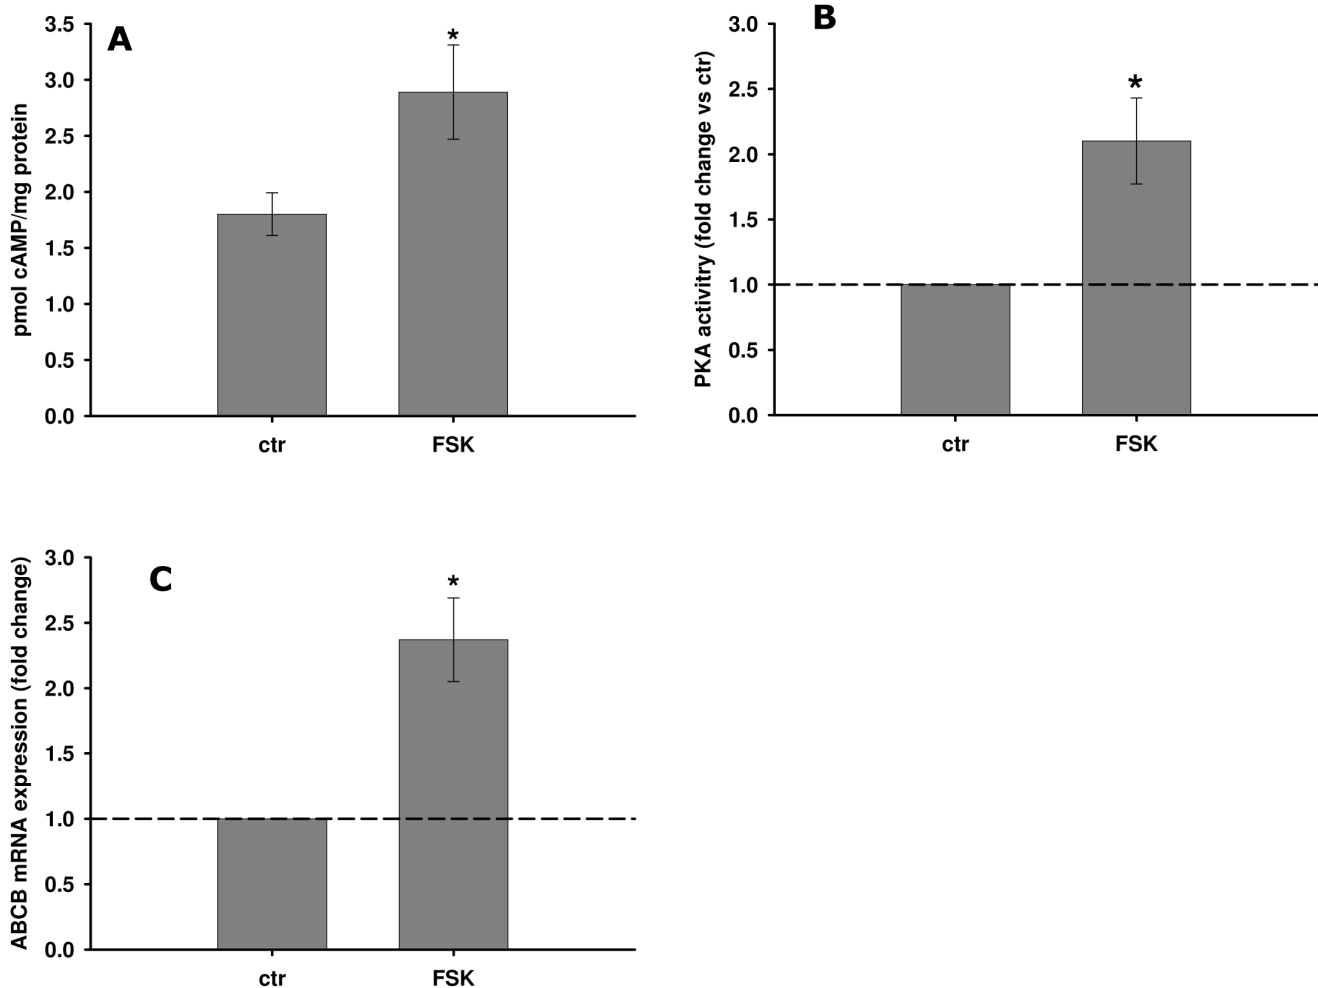 A
pmol cAMP/mg protein
3.5
3.0
2.5
2.0
1.5
1.0
0.5
0.0
*
ctr
FSK
B
PKA activitry (fold change vs ctr)
3.0
2.5
2.0
1.5
1.0
0.5
0.0
*
ctr
FSK
C
ABCB mRNA expression (fold change)
3.0
2.5
2.0
1.5
1.0
0.5
0.0
*
ctr
FSK